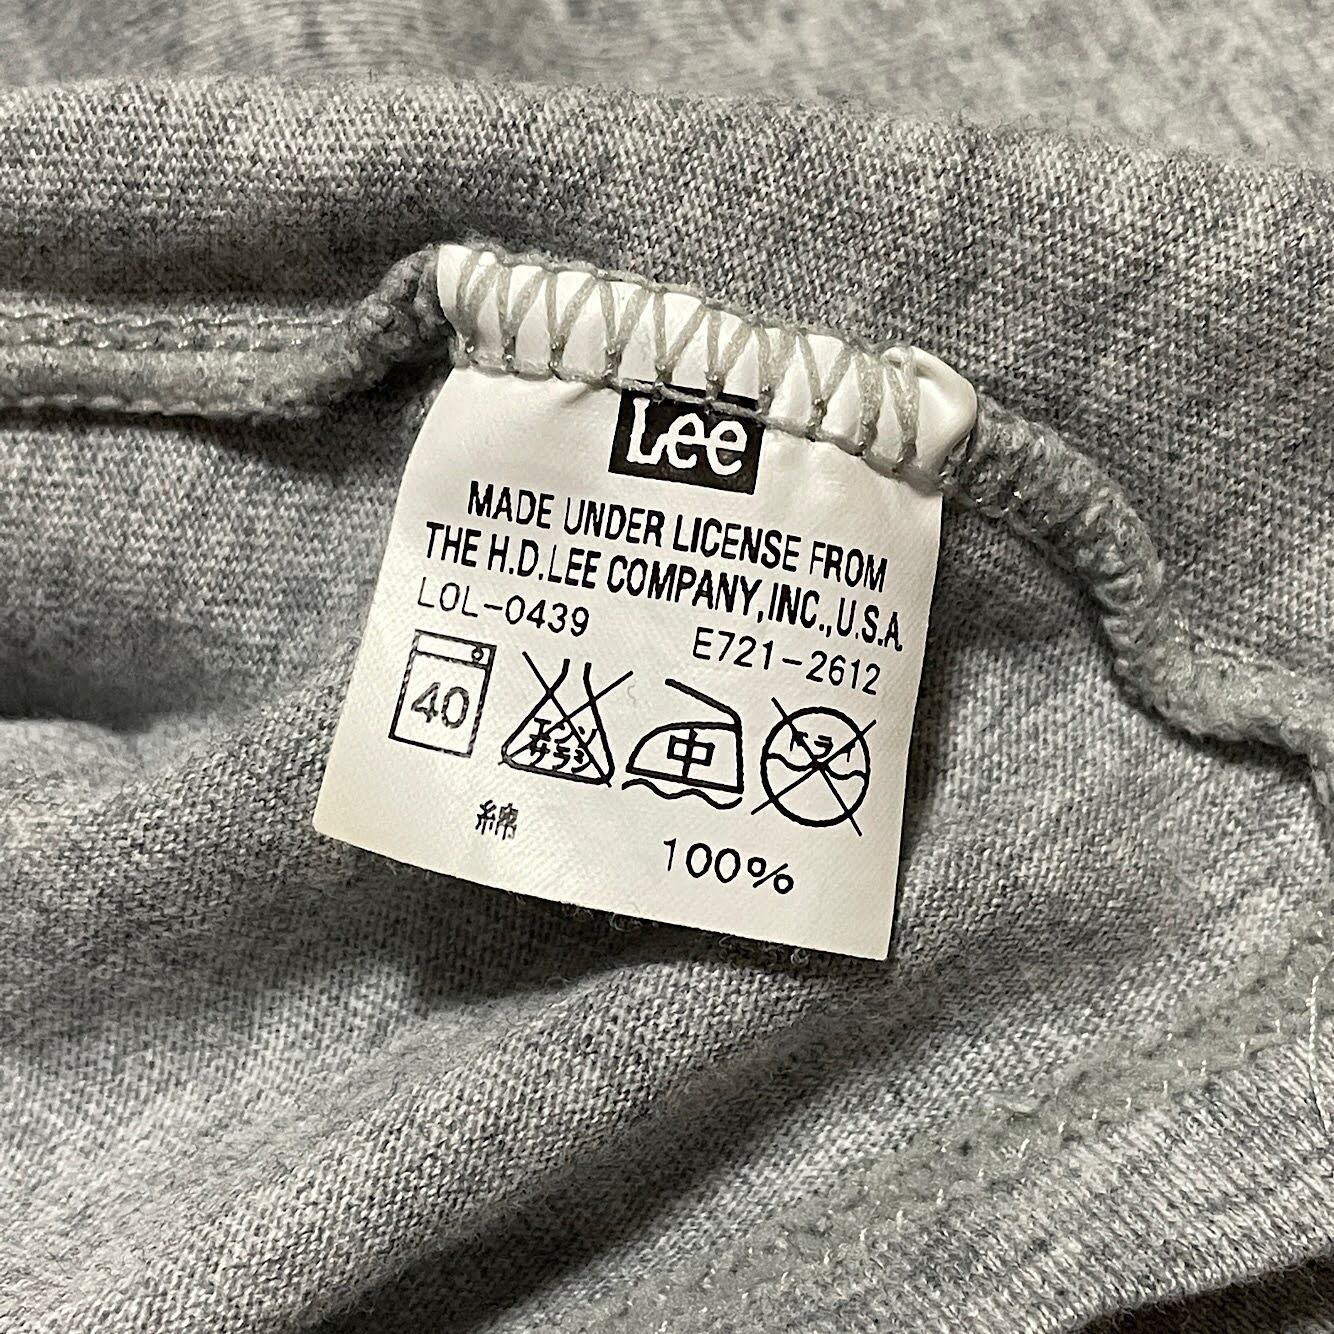 Lee
MADE UNDER LICENSE FROM
THE H.D.LEE COMPANY,INC.,U.S.A.
LOL-0439
E721-2612
40
エンソ
サラシ
中
ドライ
綿 100%